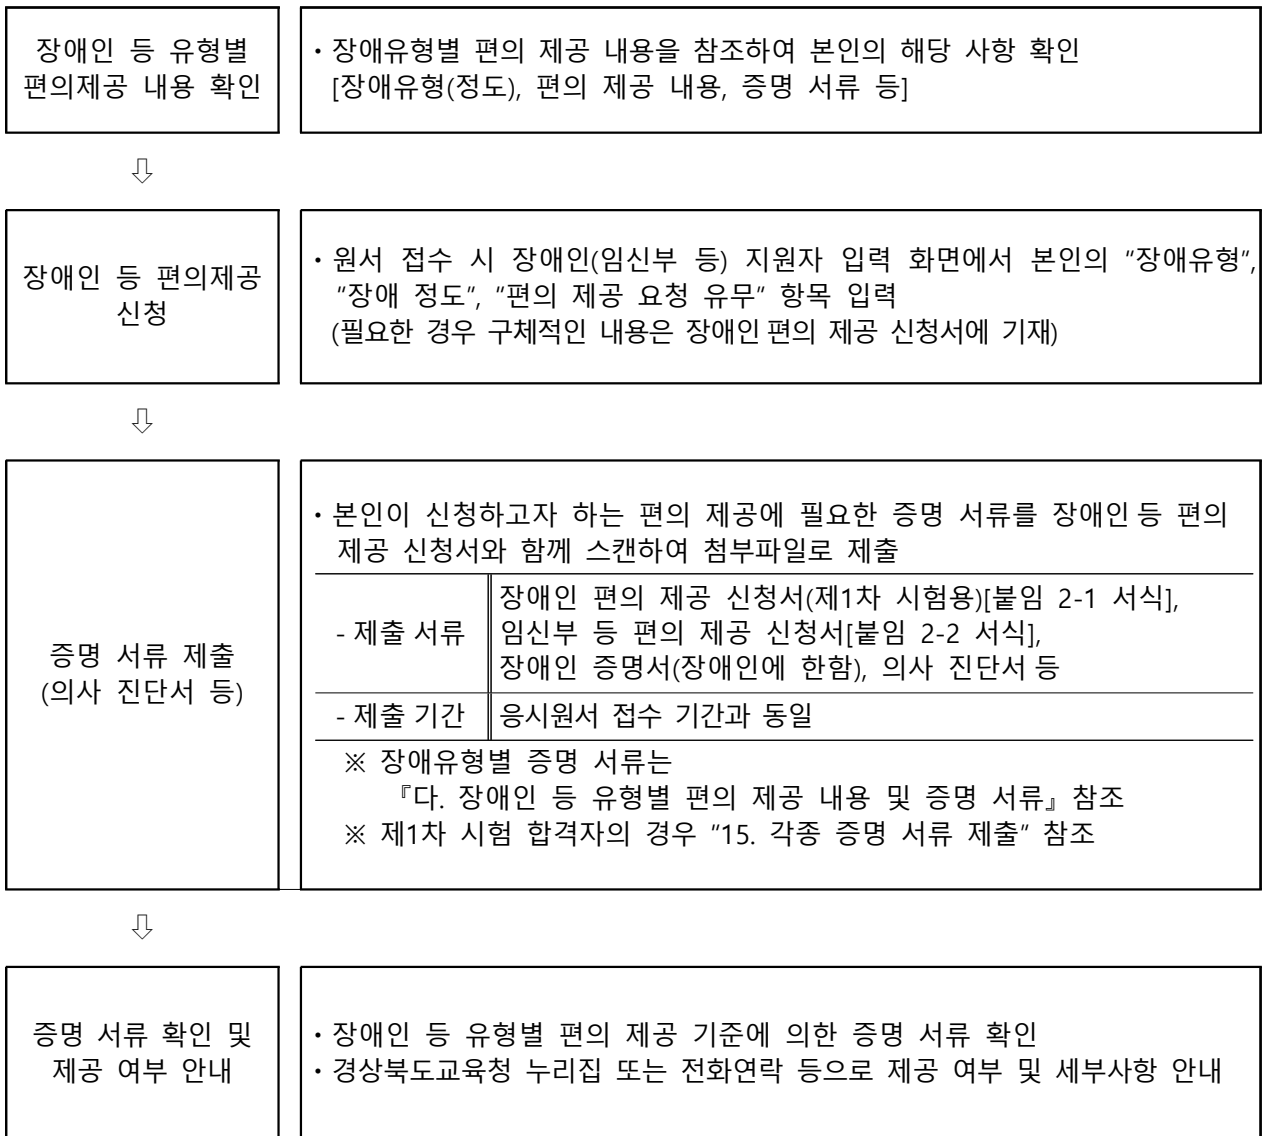 장애인 등 유형별
편의제공 내용 확인
· 장애유형별 편의 제공 내용을 참조하여 본인의 해당 사항 확인
[장애유형(정도), 편의 제공 내용, 증명 서류 등]
⇩
장애인 등 편의제공
신청
· 원서 접수 시 장애인(임신부 등) 지원자 입력 화면에서 본인의 “장애유형”,
“장애 정도”, “편의 제공 요청 유무” 항목 입력
(필요한 경우 구체적인 내용은 장애인 편의 제공 신청서에 기재)
⇩
증명 서류 제출
(의사 진단서 등)
· 본인이 신청하고자 하는 편의 제공에 필요한 증명 서류를 장애인 등 편의
제공 신청서와 함께 스캔하여 첨부파일로 제출
- 제출 서류
장애인 편의 제공 신청서(제1차 시험용)[붙임 2-1 서식],
임신부 등 편의 제공 신청서[붙임 2-2 서식],
장애인 증명서(장애인에 한함), 의사 진단서 등
- 제출 기간
응시원서 접수 기간과 동일
※ 장애유형별 증명 서류는
『다. 장애인 등 유형별 편의 제공 내용 및 증명 서류』 참조
※ 제1차 시험 합격자의 경우 “15. 각종 증명 서류 제출” 참조
⇩
증명 서류 확인 및
제공 여부 안내
· 장애인 등 유형별 편의 제공 기준에 의한 증명 서류 확인
· 경상북도교육청 누리집 또는 전화연락 등으로 제공 여부 및 세부사항 안내